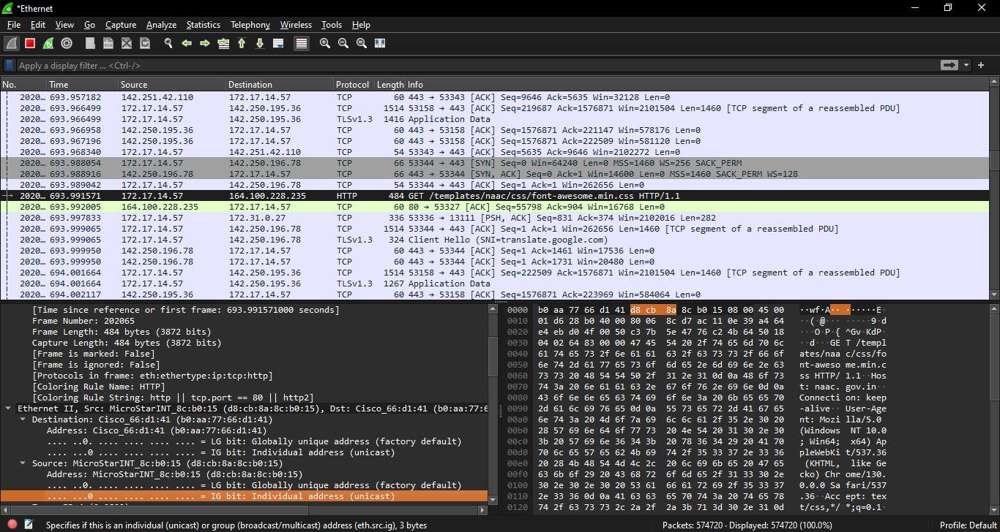 *Ethernet
File Edit View Go Capture Analyze Statistics Telephony Wireless Tools Help
Apply a display filter ... <Ctrl-/>
No. Time Source Destination Protocol Length Info
2020… 693.957182 142.251.42.110 172.17.14.57 TCP 60 443 → 53343 [ACK] Seq=9646 Ack=5635 Win=32128 Len=0
2020… 693.966499 172.17.14.57 142.250.195.36 TCP 1514 53158 → 443 [ACK] Seq=219687 Ack=1576871 Win=2101504 Len=1460 [TCP segment of a reassembled PDU]
2020… 693.966499 172.17.14.57 142.250.195.36 TLSv1.3 1416 Application Data
2020… 693.966958 142.250.195.36 172.17.14.57 TCP 60 443 → 53158 [ACK] Seq=1576871 Ack=221147 Win=578176 Len=0
2020… 693.967196 142.250.195.36 172.17.14.57 TCP 60 443 → 53158 [ACK] Seq=1576871 Ack=222509 Win=581120 Len=0
2020… 693.968340 172.17.14.57 142.251.42.110 TCP 54 53343 → 443 [ACK] Seq=5635 Ack=9646 Win=2102272 Len=0
2020… 693.988054 172.17.14.57 142.250.196.78 TCP 66 53344 → 443 [SYN] Seq=0 Win=64240 Len=0 MSS=1460 WS=256 SACK_PERM
2020… 693.988916 142.250.196.78 172.17.14.57 TCP 66 443 → 53344 [SYN, ACK] Seq=0 Ack=1 Win=14600 Len=0 MSS=1460 SACK_PERM WS=128
2020… 693.989042 172.17.14.57 142.250.196.78 TCP 54 53344 → 443 [ACK] Seq=1 Ack=1 Win=262656 Len=0
2020… 693.991571 172.17.14.57 164.100.228.235 HTTP 484 GET /templates/naac/css/font-awesome.min.css HTTP/1.1
2020… 693.992005 164.100.228.235 172.17.14.57 TCP 60 80 → 53327 [ACK] Seq=55798 Ack=904 Win=16768 Len=0
2020… 693.997833 172.17.14.57 172.31.0.27 TCP 336 53336 → 13111 [PSH, ACK] Seq=831 Ack=374 Win=2102016 Len=282
2020… 693.999065 172.17.14.57 142.250.196.78 TCP 1514 53344 → 443 [ACK] Seq=1 Ack=1 Win=262656 Len=1460 [TCP segment of a reassembled PDU]
2020… 693.999065 172.17.14.57 142.250.196.78 TLSv1.3 324 Client Hello (SNI=translate.google.com)
2020… 693.999950 142.250.196.78 172.17.14.57 TCP 60 443 → 53344 [ACK] Seq=1 Ack=1461 Win=17536 Len=0
2020… 693.999950 142.250.196.78 172.17.14.57 TCP 60 443 → 53344 [ACK] Seq=1 Ack=1731 Win=20480 Len=0
2020… 694.001664 172.17.14.57 142.250.195.36 TCP 1514 53158 → 443 [ACK] Seq=222509 Ack=1576871 Win=2101504 Len=1460 [TCP segment of a reassembled PDU]
2020… 694.001664 172.17.14.57 142.250.195.36 TLSv1.3 1267 Application Data
2020… 694.002117 142.250.195.36 172.17.14.57 TCP 60 443 → 53158 [ACK] Seq=1576871 Ack=223969 Win=584064 Len=0
[Time since reference or first frame: 693.991571000 seconds]
Frame Number: 202065
Frame Length: 484 bytes (3872 bits)
Capture Length: 484 bytes (3872 bits)
[Frame is marked: False]
[Frame is ignored: False]
[Protocols in frame: eth:ethertype:ip:tcp:http]
[Coloring Rule Name: HTTP]
[Coloring Rule String: http || tcp.port == 80 || http2]
Ethernet II, Src: MicroStarINT_8c:b0:15 (d8:cb:8a:8c:b0:15), Dst: Cisco_66:d1:41 (b0:aa:77:6
Destination: Cisco_66:d1:41 (b0:aa:77:66:d1:41)
Address: Cisco_66:d1:41 (b0:aa:77:66:d1:41)
.... ..0. .... .... .... .... = LG bit: Globally unique address (factory default)
.... ...0 .... .... .... .... = IG bit: Individual address (unicast)
Source: MicroStarINT_8c:b0:15 (d8:cb:8a:8c:b0:15)
Address: MicroStarINT_8c:b0:15 (d8:cb:8a:8c:b0:15)
.... ..0. .... .... .... .... = LG bit: Globally unique address (factory default)
.... ...0 .... .... .... .... = IG bit: Individual address (unicast)
0000 b0 aa 77 66 d1 41 d8 cb 8a 8c b0 15 08 00 45 00 ··wf·A·· ······E·
0010 01 d6 28 b0 40 00 80 06 8c d7 ac 11 0e 39 a4 64 ··(·@··· ·····9·d
0020 e4 eb d0 4f 00 50 c3 7b 5e 47 76 c2 4b 64 50 18 ···O·P·{ ^Gv·KdP·
0030 04 02 64 83 00 00 47 45 54 20 2f 74 65 6d 70 6c ··d···GE T /templ
0040 61 74 65 73 2f 6e 61 61 63 2f 63 73 73 2f 66 6f ates/naa c/css/fo
0050 6e 74 2d 61 77 65 73 6f 6d 65 2e 6d 69 6e 2e 63 nt-aweso me.min.c
0060 73 73 20 48 54 54 50 2f 31 2e 31 0d 0a 48 6f 73 ss HTTP/ 1.1··Hos
0070 74 3a 20 6e 61 61 63 2e 67 6f 76 2e 69 6e 0d 0a t: naac. gov.in··
0080 43 6f 6e 6e 65 63 74 69 6f 6e 3a 20 6b 65 65 70 Connecti on: keep
0090 2d 61 6c 69 76 65 0d 0a 55 73 65 72 2d 41 67 65 -alive·· User-Age
00a0 6e 74 3a 20 4d 6f 7a 69 6c 6c 61 2f 35 2e 30 20 nt: Mozi lla/5.0
00b0 28 57 69 6e 64 6f 77 73 20 4e 54 20 31 30 2e 30 (Windows NT 10.0
00c0 3b 20 57 69 6e 36 34 3b 20 78 36 34 29 20 41 70 ; Win64; x64) Ap
00d0 70 6c 65 57 65 62 4b 69 74 2f 35 33 37 2e 33 36 pleWebKi t/537.36
00e0 20 28 4b 48 54 4d 4c 2c 20 6c 69 6b 65 20 47 65 (KHTML, like Ge
00f0 63 6b 6f 29 20 43 68 72 6f 6d 65 2f 31 33 30 2e cko) Chr ome/130.
0100 30 2e 30 2e 30 20 53 61 66 61 72 69 2f 35 33 37 0.0.0 Sa fari/537
0110 2e 33 36 0d 0a 41 63 63 65 70 74 3a 20 74 65 78 .36··Acc ept: tex
0120 74 2f 63 73 73 2c 2a 2f 2a 3b 71 3d 30 2e 31 0d t/css,*/ *;q=0.1·
Specifies if this is an individual (unicast) or group (broadcast/multicast) address (eth.src.ig), 3 bytes
Packets: 574720 · Displayed: 574720 (100.0%)
Profile: Default